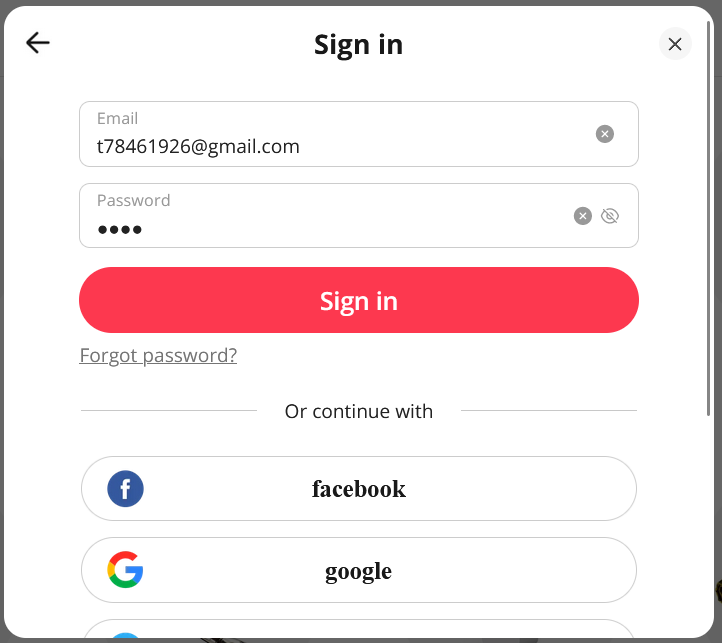 Sign in
Email
t78461926@gmail.com
Password
Sign in
Forgot password?
Or continue with
facebook
google